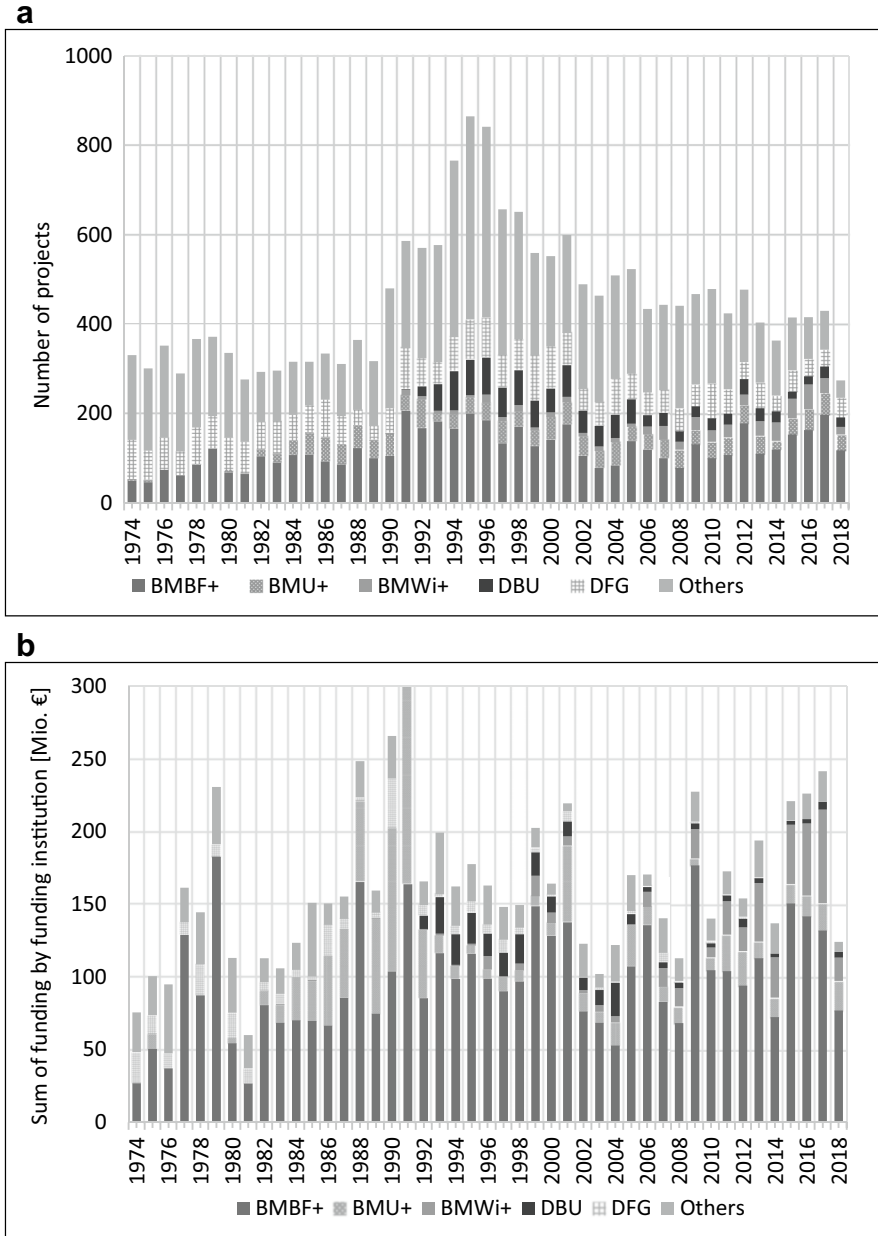 a
1000
800
600
400
200
0
Number of projects
1974 1976 1978 1980 1982 1984 1986 1988 1990 1992 1994 1996 1998 2000 2002 2004 2006 2008 2010 2012 2014 2016 2018
BMBF+ BMU+ BMWi+ DBU DFG Others
b
300
250
200
150
100
50
0
Sum of funding by funding institution [Mio. €]
1974 1976 1978 1980 1982 1984 1986 1988 1990 1992 1994 1996 1998 2000 2002 2004 2006 2008 2010 2012 2014 2016 2018
BMBF+ BMU+ BMWi+ DBU DFG Others